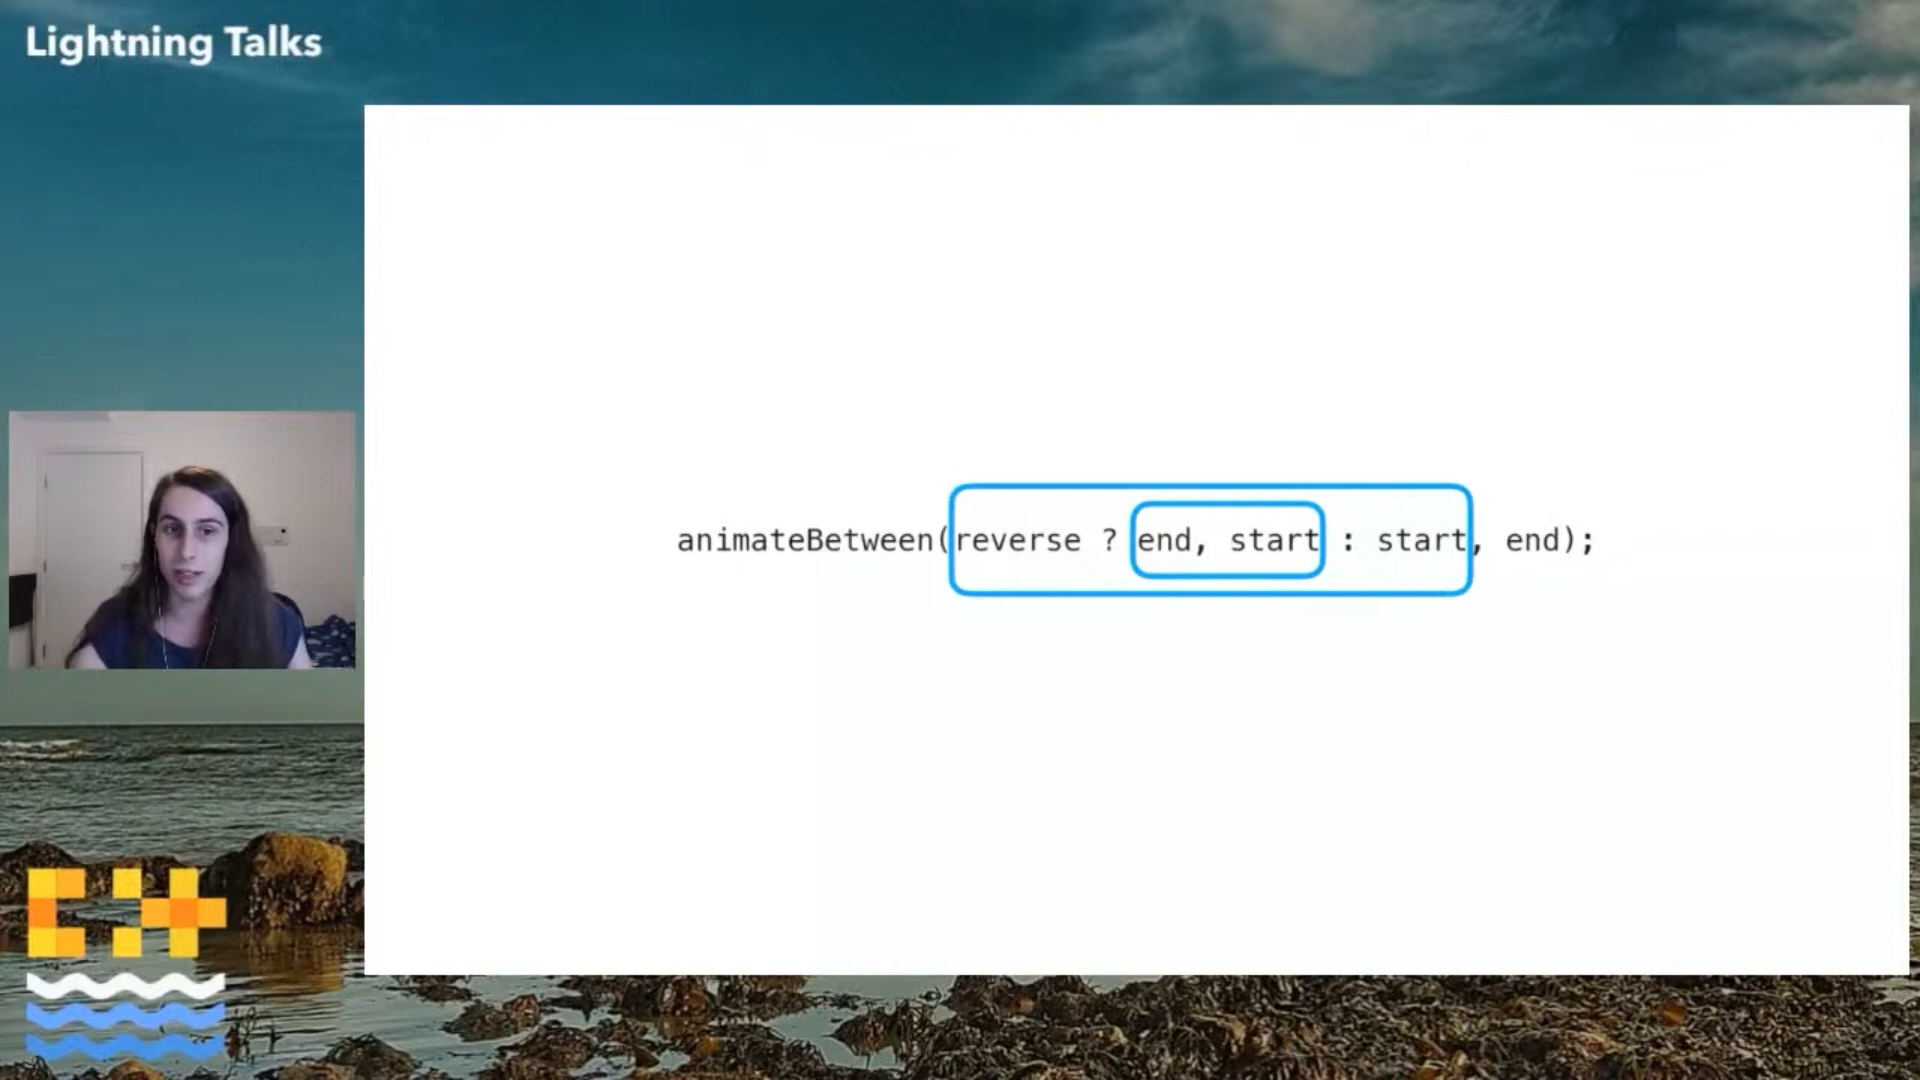 Lightning Talks
animateBetween(reverse ? end, start : start, end);